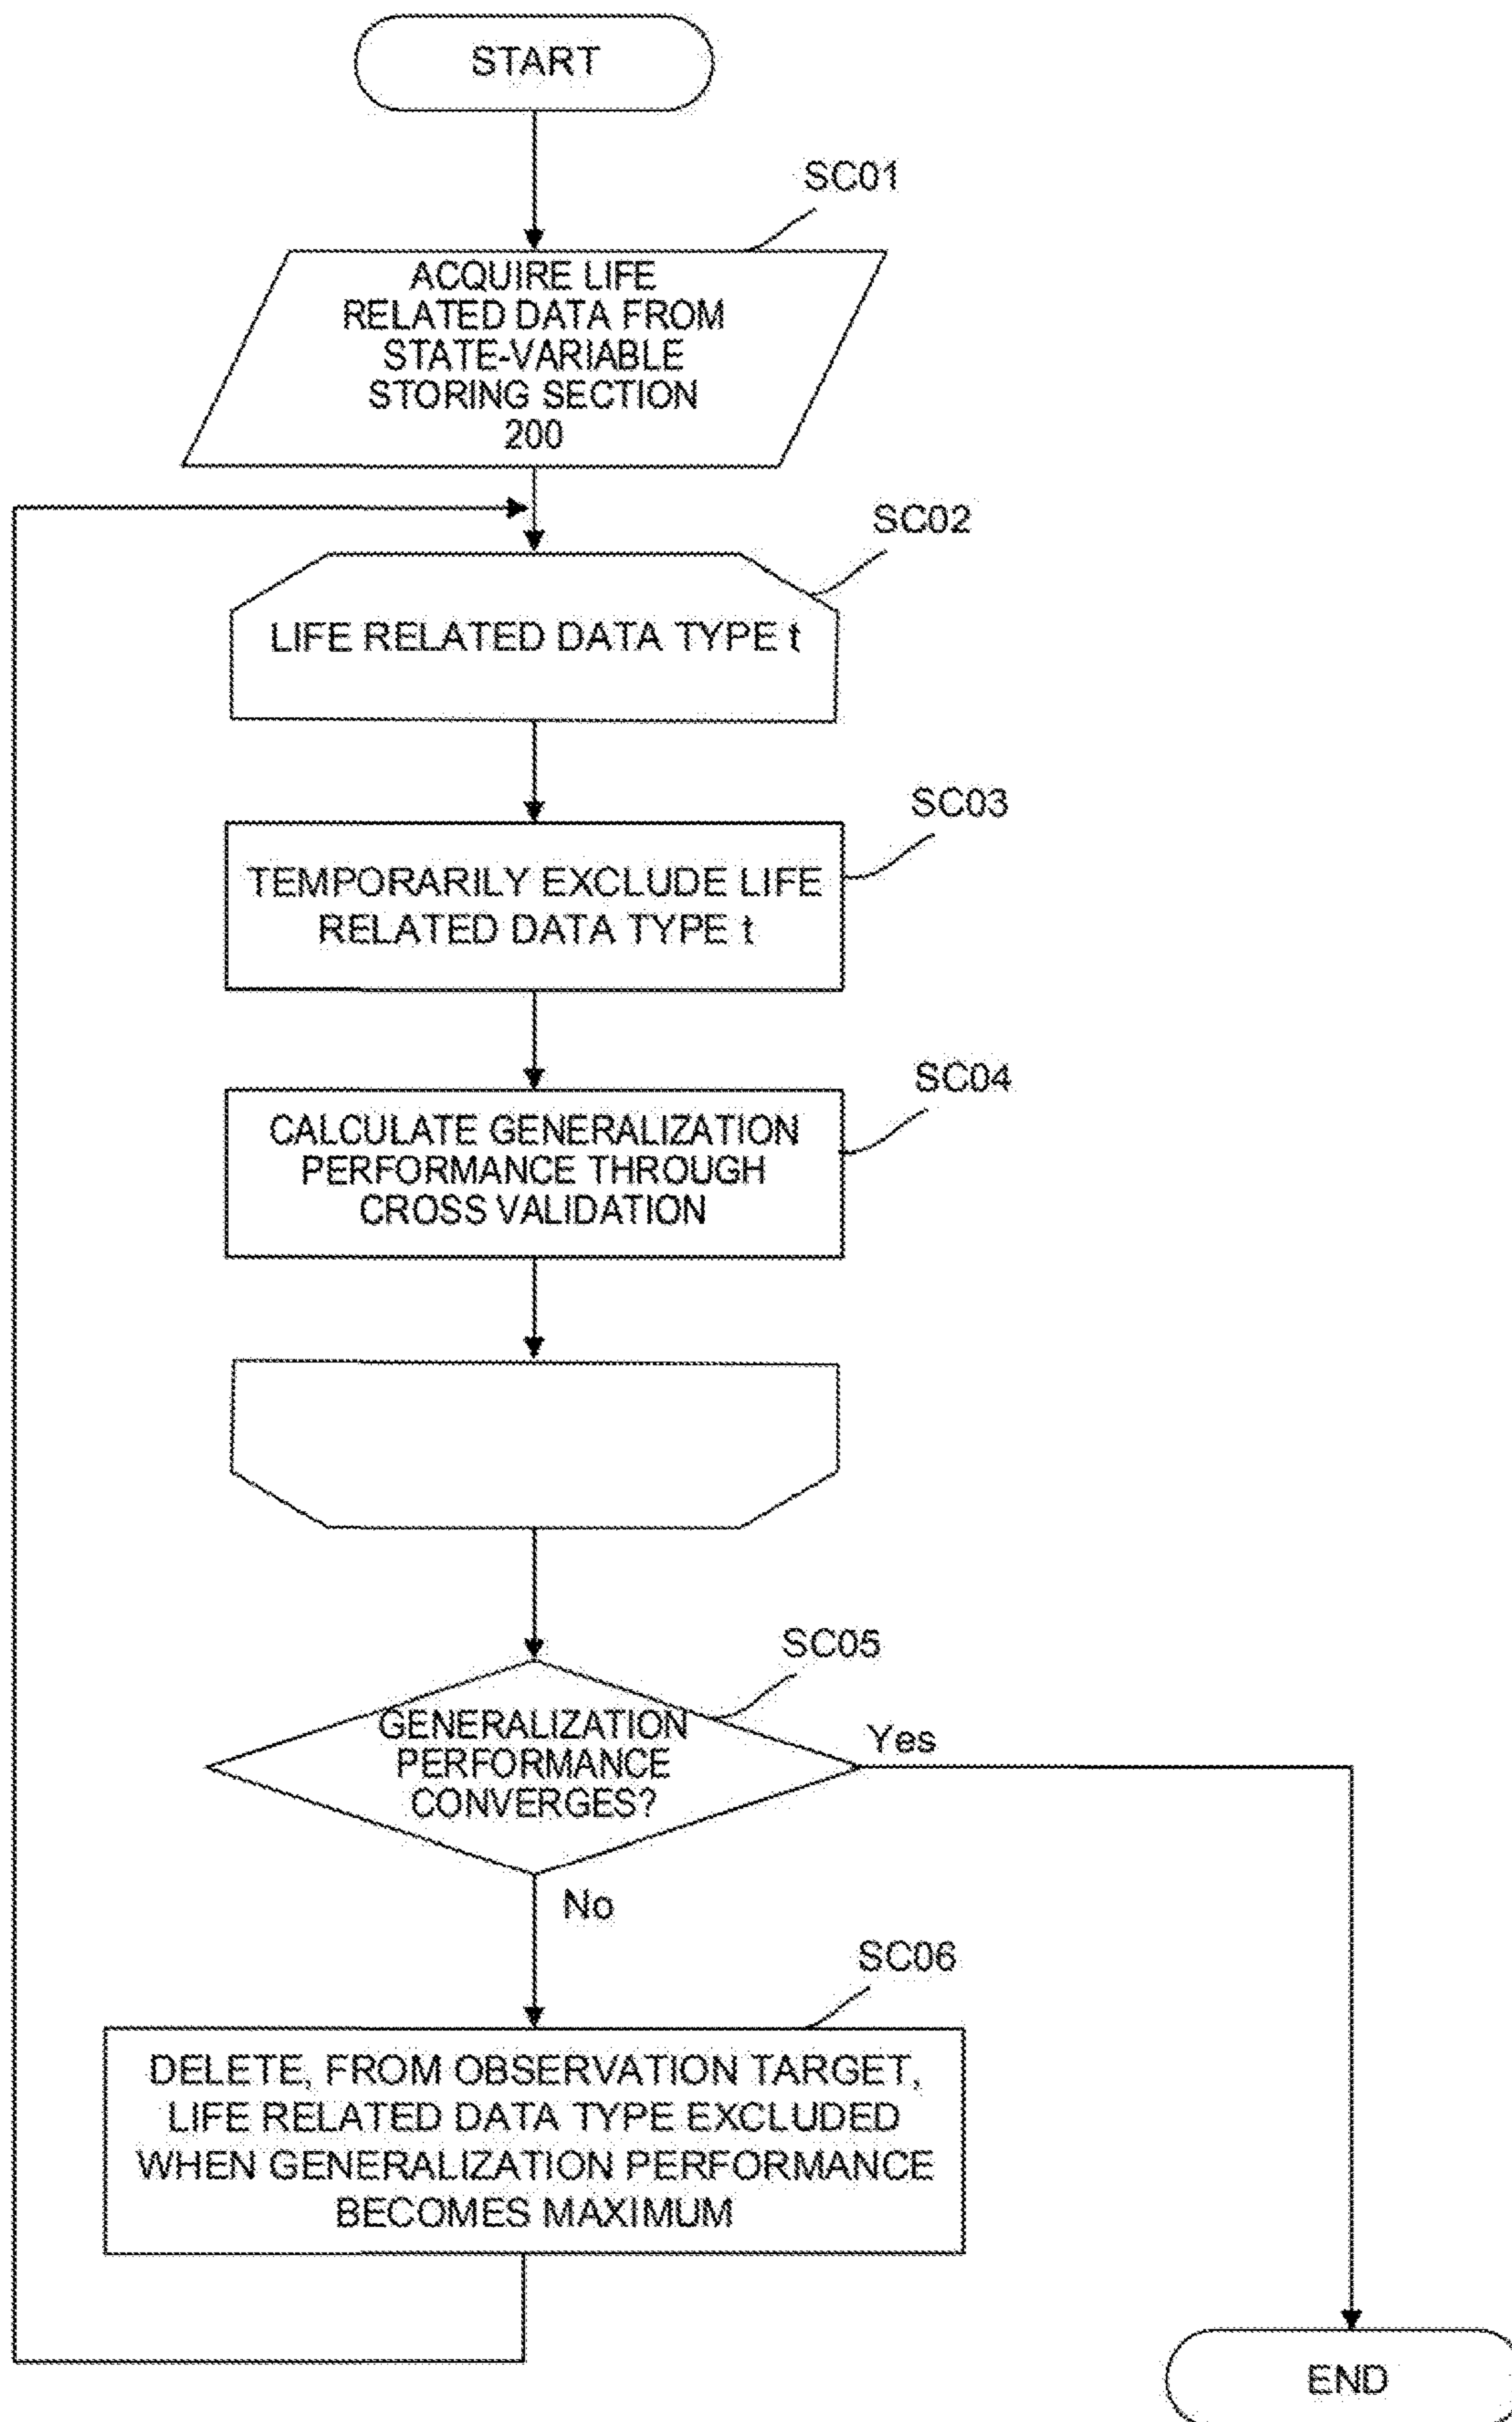 START
SC01
ACQUIRE LIFE
RELATED DATA FROM
STATE-VARIABLE
STORING SECTION
200
SC02
LIFE RELATED DATA TYPE t
SC03
TEMPORARILY EXCLUDE LIFE
RELATED DATA TYPE t
SC04
CALCULATE GENERALIZATION
PERFORMANCE THROUGH
CROSS VALIDATION
SC05
GENERALIZATION
PERFORMANCE
CONVERGES?
Yes
No
SC06
DELETE, FROM OBSERVATION TARGET,
LIFE RELATED DATA TYPE EXCLUDED
WHEN GENERALIZATION PERFORMANCE
BECOMES MAXIMUM
END